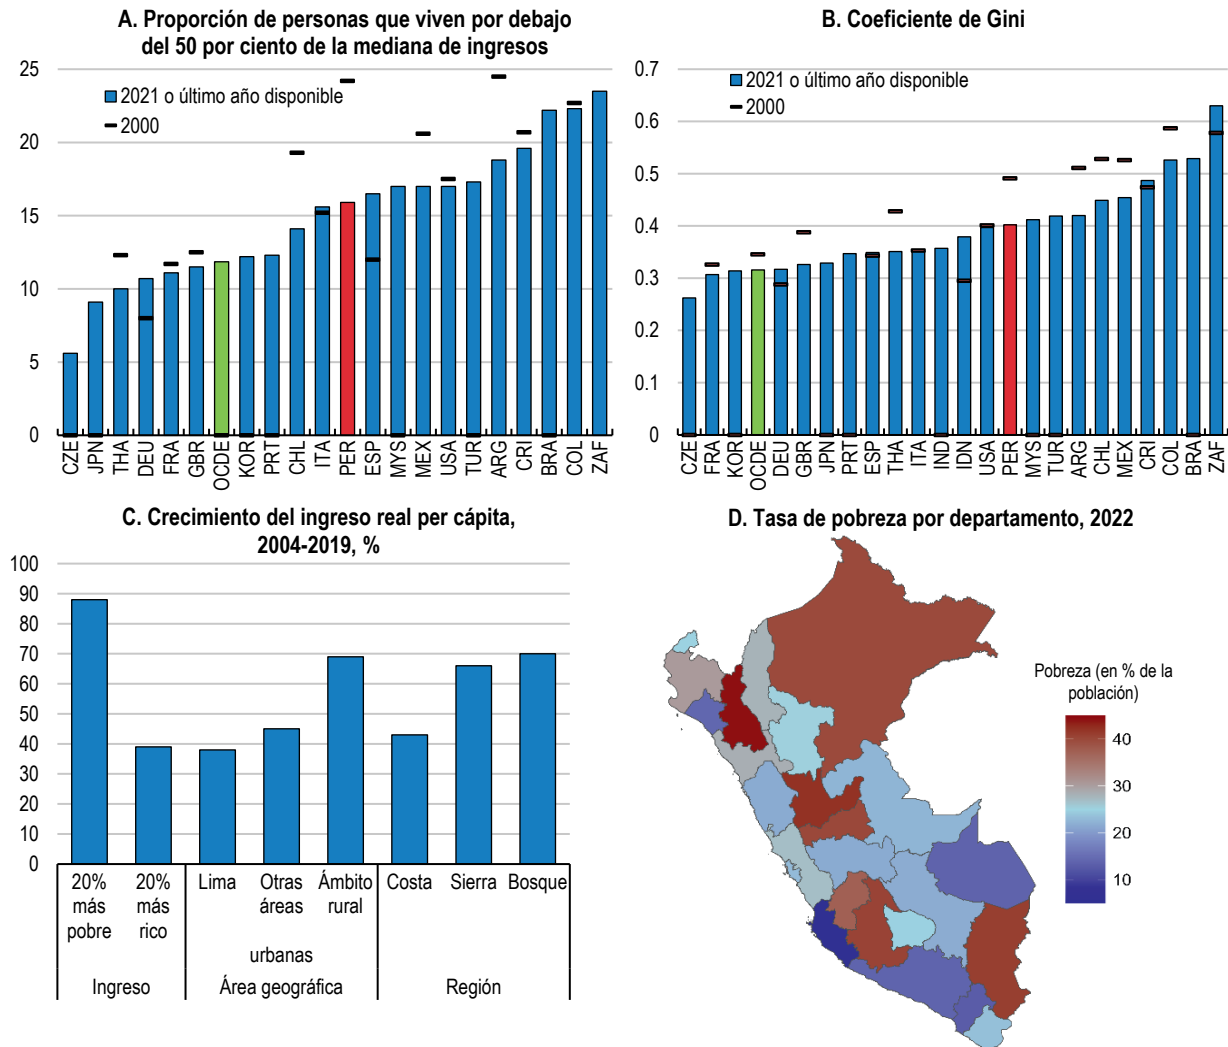 A. Proporción de personas que viven por debajo
del 50 por ciento de la mediana de ingresos
25
20
15
10
5
0
2021 o último año disponible
2000
CZE
JPN
THA
DEU
FRA
GBR
OCDE
KOR
PRT
CHL
ITA
PER
ESP
MYS
MEX
USA
TUR
ARG
CRI
BRA
COL
ZAF
B. Coeficiente de Gini
0.7
0.6
0.5
0.4
0.3
0.2
0.1
0
2021 o último año disponible
2000
CZE
FRA
KOR
OCDE
DEU
GBR
JPN
PRT
ESP
THA
ITA
IND
IDN
USA
PER
MYS
TUR
ARG
CHL
MEX
CRI
COL
BRA
ZAF
C. Crecimiento del ingreso real per cápita,
2004-2019, %
100
90
80
70
60
50
40
30
20
10
0
20%
más
pobre
20%
más
rico
Lima
Otras
áreas
urbanas
Ámbito
rural
Costa
Sierra
Bosque
Ingreso
Área geográfica
Región
D. Tasa de pobreza por departamento, 2022
Pobreza (en % de la
población)
40
30
20
10